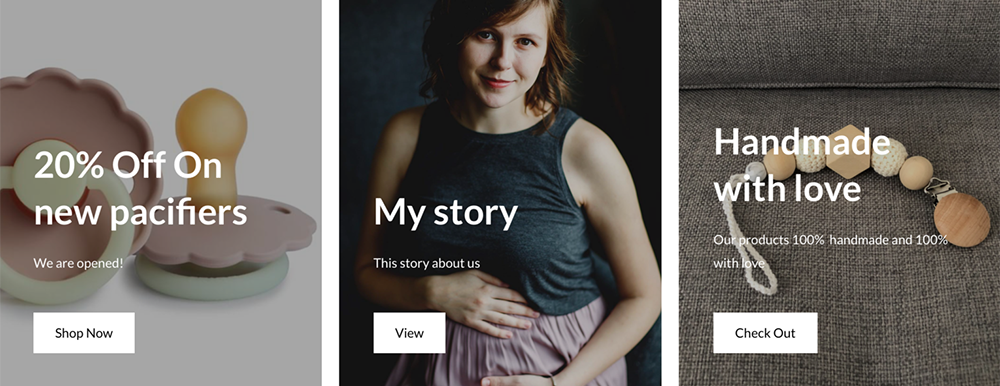 20% Off On
new pacifiers
We are opened!
Shop Now
My story
This story about us
View
Handmade
with love
Our products 100% handmade and 100%
with love
Check Out